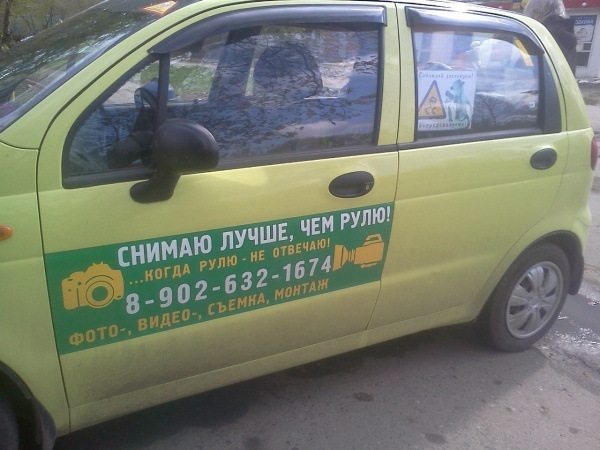 СНИМАЮ ЛУЧШЕ, ЧЕМ РУЛЮ!
...КОГДА РУЛЮ - НЕ ОТВЕЧАЮ!
8-902-632-1674
ФОТО-, ВИДЕО-, СЪЕМКА, МОНТАЖ